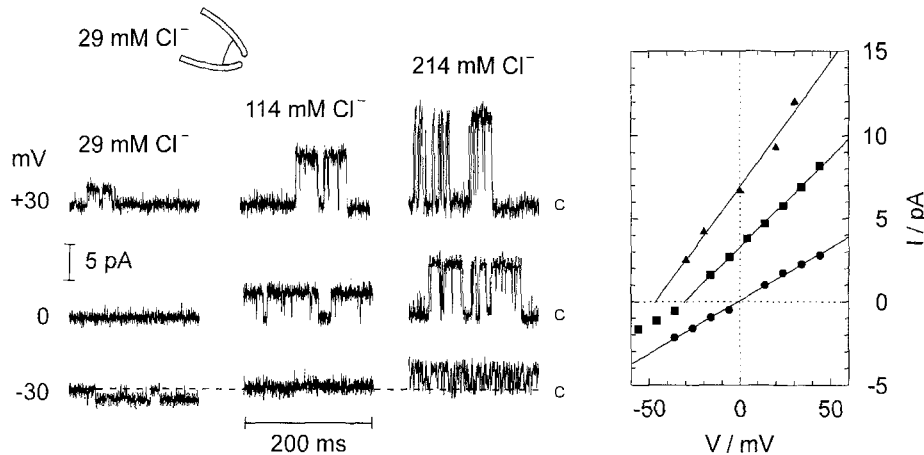 29 mM Cl⁻
29 mM Cl⁻
114 mM Cl⁻
214 mM Cl⁻
mV
+30
c
5 pA
0
c
-30
c
200 ms
15
10
5
0
-5
I / pA
-50
0
50
V / mV